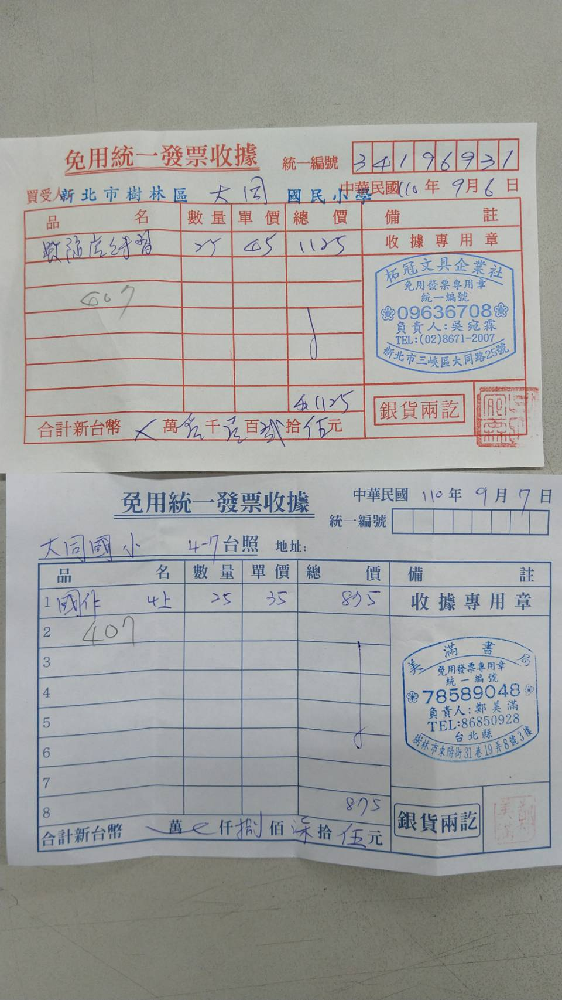 免用統一發票收據
統一編號 34196931
買受人 新北市樹林區 大同 國民小學
中華民國 110 年 9 月 6 日
品 名 數量 單價 總價 備註
數隨店練習 25 45 1125
收據專用章
407
柘冠文具企業社
免用發票專用章
統一編號
09636708
負責人:吳宛霖
TEL:(02)8671-2007
新北市三峽區大同路25號
$1125
銀貨兩訖
合計新台幣 萬 壹 千 壹 百 貳 拾 伍 元
免用統一發票收據
中華民國 110 年 9 月 7 日
統一編號
大同國小 4-7 台照 地址:
品 名 數量 單價 總價 備註
1 國作 4上 25 35 875
收據專用章
2 407
3
4
5
6
7
8 875
美滿書局
免用發票專用章
統一編號
78589048
負責人:鄭美滿
TEL:86850928
台北縣
樹林市東陽街31巷19弄8號3樓
銀貨兩訖
合計新台幣 萬 仟 捌 佰 柒 拾 伍 元